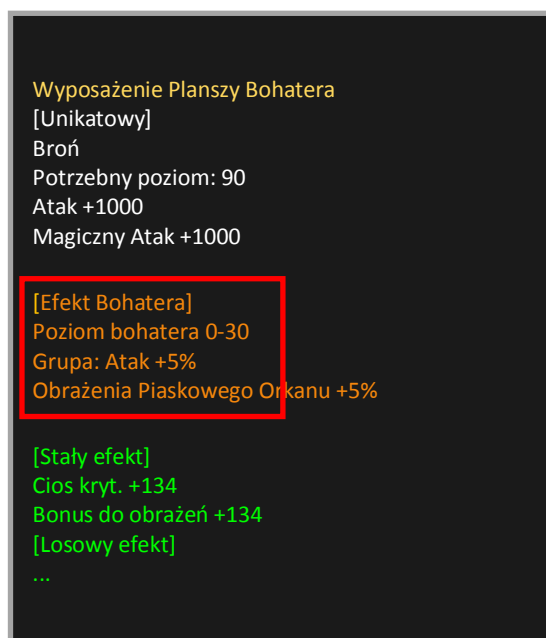 Wyposażenie Planszy Bohatera
[Unikatowy]
Broń
Potrzebny poziom: 90
Atak +1000
Magiczny Atak +1000
[Efekt Bohatera]
Poziom bohatera 0-30
Grupa: Atak +5%
Obrażenia Piaskowego Orkanu +5%
[Stały efekt]
Cios kryt. +134
Bonus do obrażeń +134
[Losowy efekt]
...